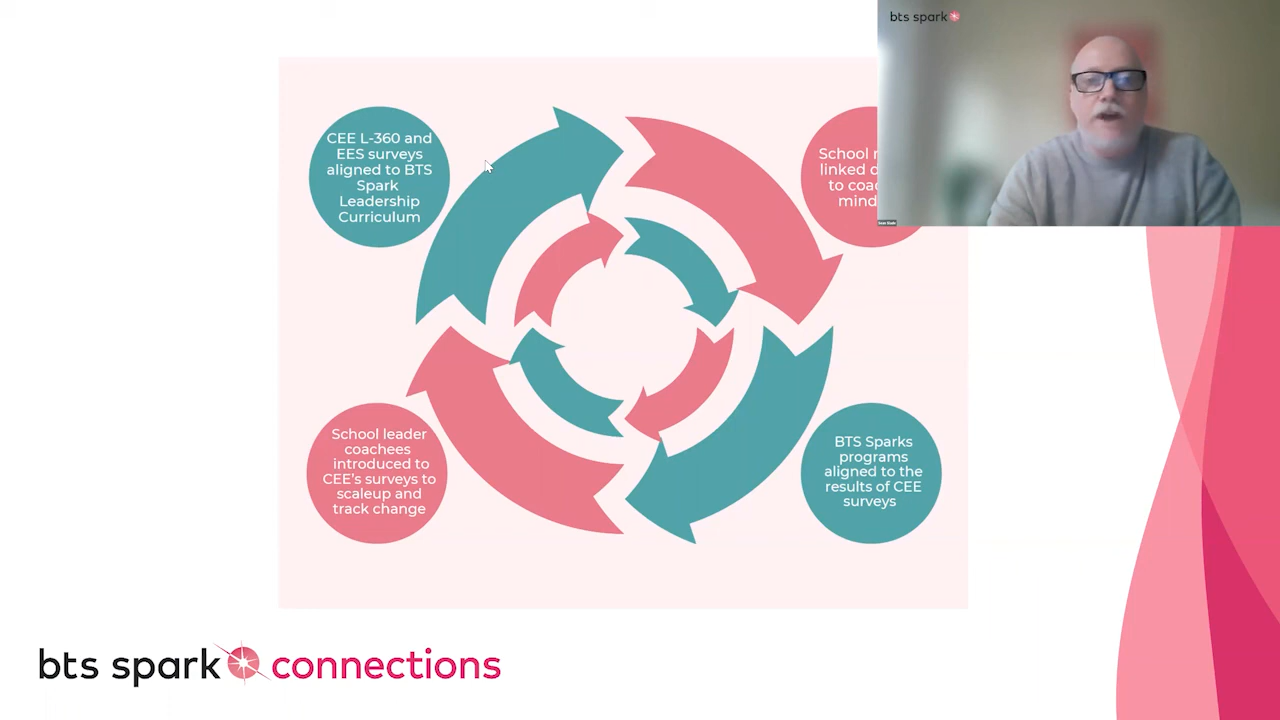 bts spark
CEE L-360 and
EES surveys
aligned to BTS
Spark
Leadership
Curriculum
School
linked
to
mind
School leader
coachees
introduced to
CEE's surveys to
scaleup and
track change
BTS Sparks
programs
aligned to the
results of CEE
surveys
bts spark connections